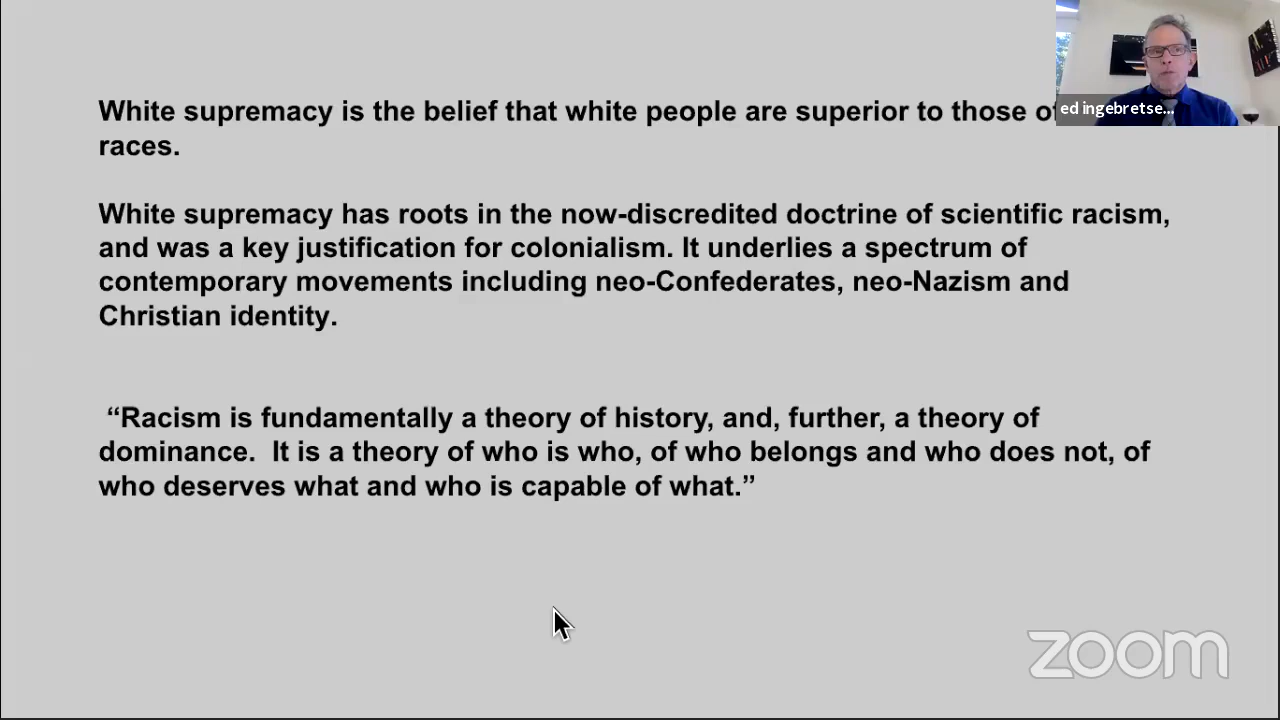 White supremacy is the belief that white people are superior to those of
races.
White supremacy has roots in the now-discredited doctrine of scientific racism,
and was a key justification for colonialism. It underlies a spectrum of
contemporary movements including neo-Confederates, neo-Nazism and
Christian identity.
“Racism is fundamentally a theory of history, and, further, a theory of
dominance.  It is a theory of who is who, of who belongs and who does not, of
who deserves what and who is capable of what.”
ed ingebretse...
zoom